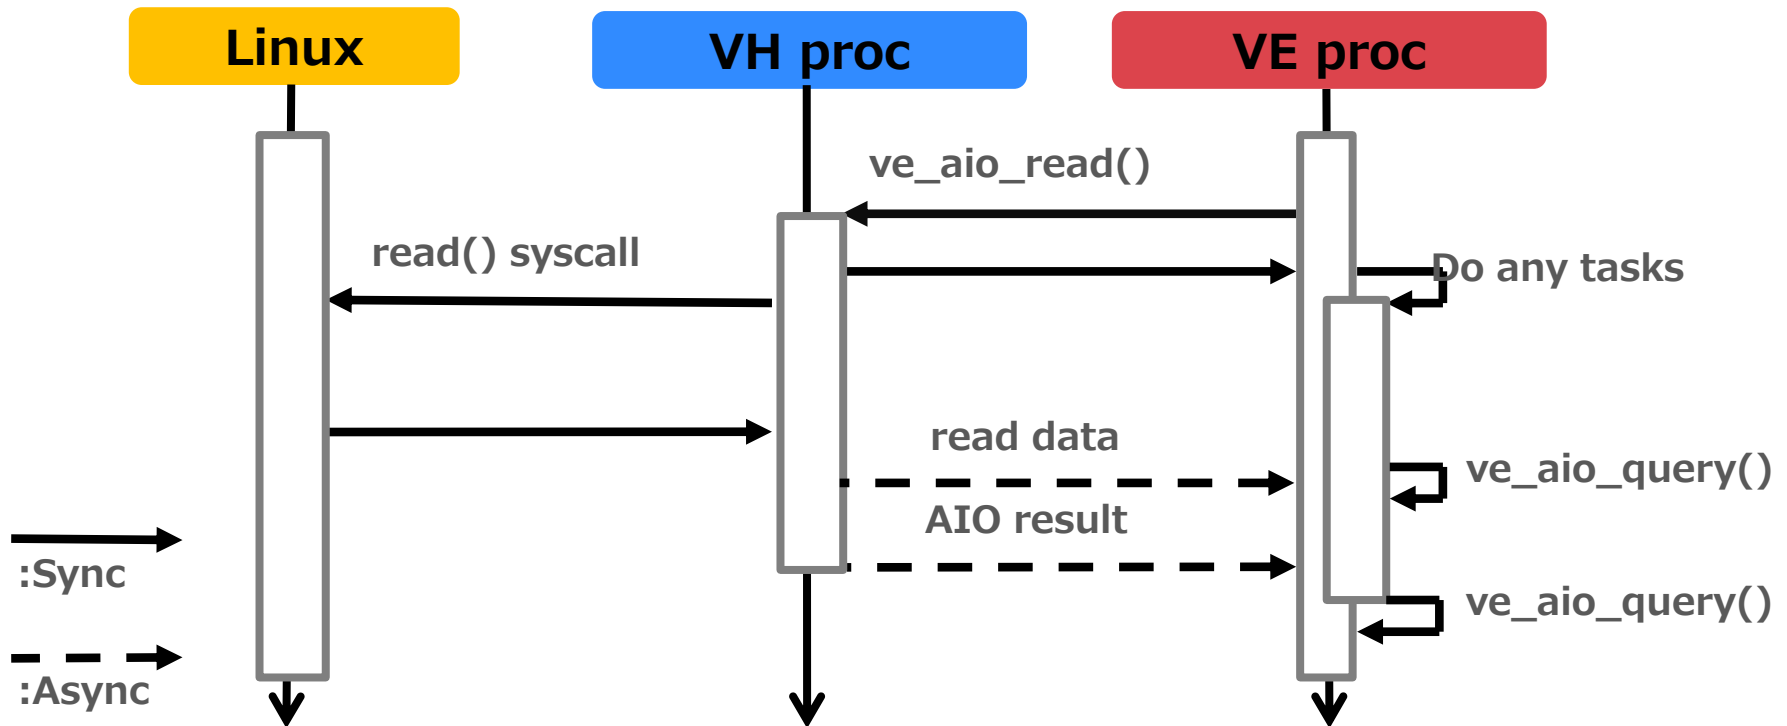 Linux
VH proc
VE proc
ve_aio_read()
read() syscall
Do any tasks
read data
ve_aio_query()
AIO result
:Sync
ve_aio_query()
:Async